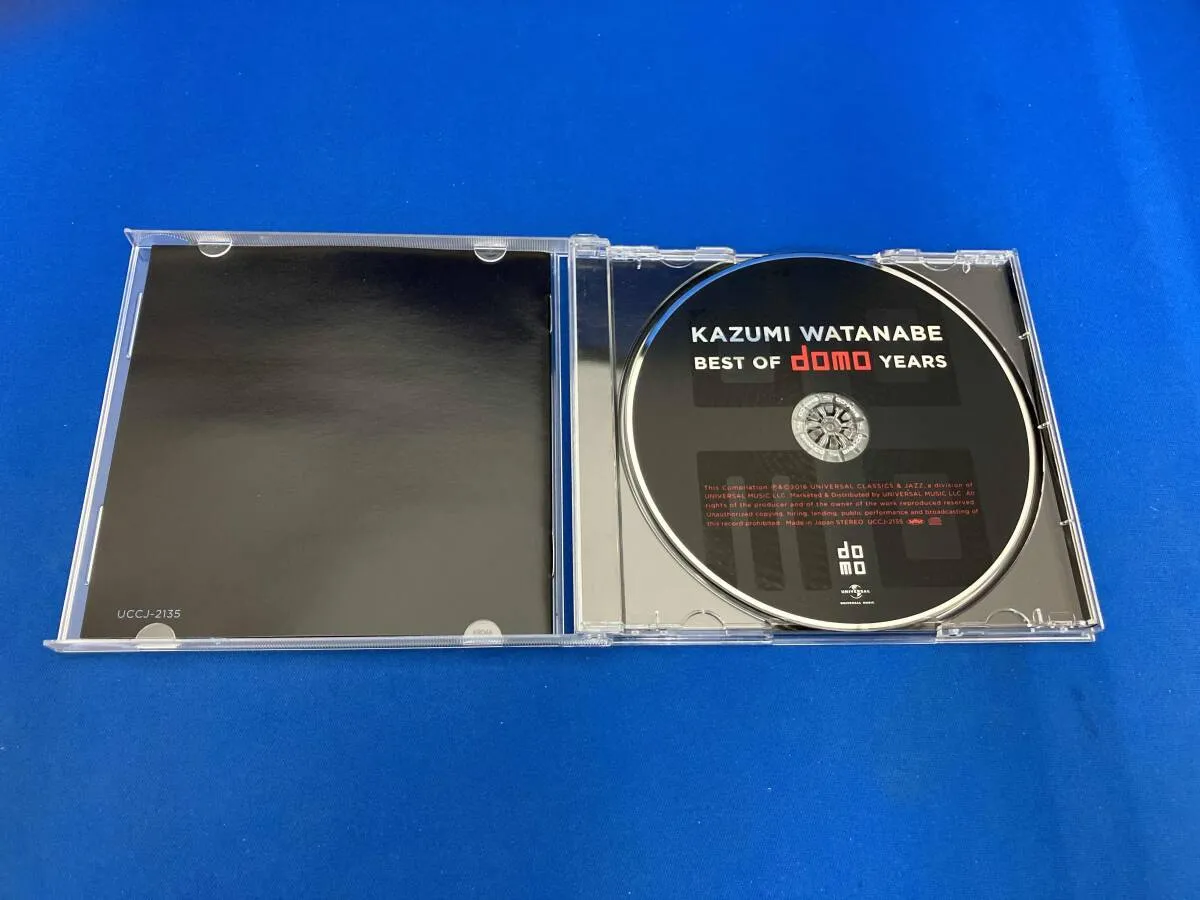 KAZUMI WATANABE
BEST OF domo YEARS
This Compilation ℗&©2016 UNIVERSAL CLASSICS & JAZZ, a division of
UNIVERSAL MUSIC LLC. Marketed & Distributed by UNIVERSAL MUSIC LLC. All
rights of the producer and of the owner of the work reproduced reserved.
Unauthorized copying, hiring, lending, public performance and broadcasting of
this record prohibited. Made in Japan STEREO UCCJ-2135
do
mo
UNIVERSAL
UNIVERSAL MUSIC
UCCJ-2135